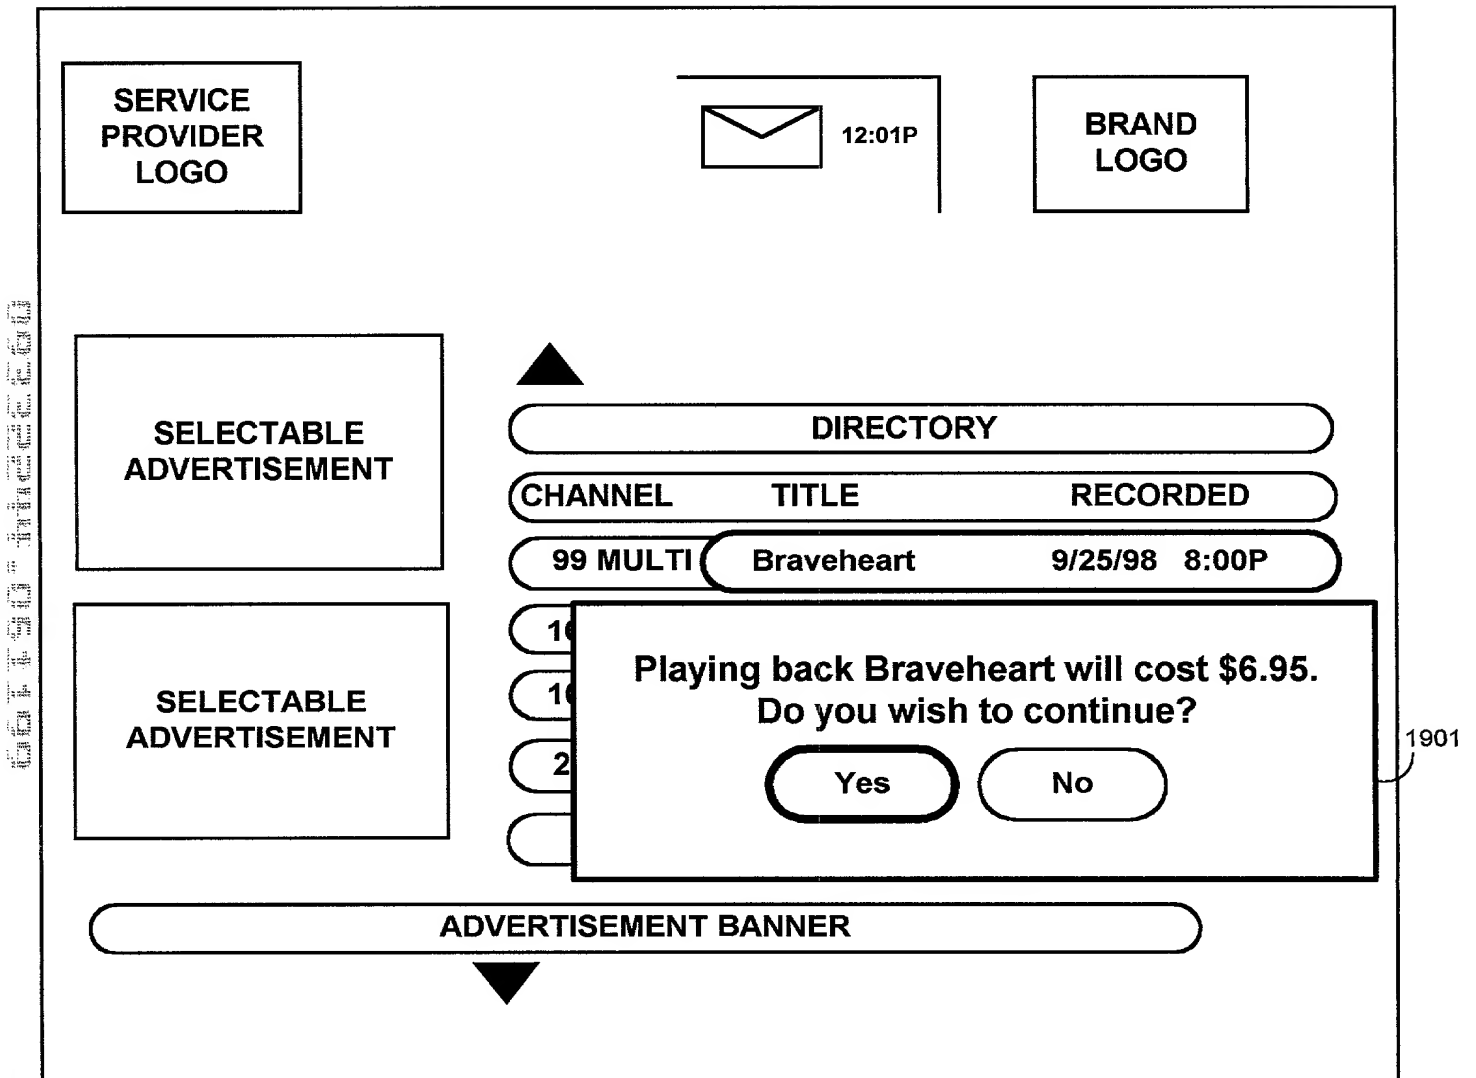 SERVICE
PROVIDER
LOGO
12:01P
BRAND
LOGO
SELECTABLE
ADVERTISEMENT
DIRECTORY
CHANNEL TITLE RECORDED
99 MULTI Braveheart 9/25/98 8:00P
SELECTABLE
ADVERTISEMENT
Playing back Braveheart will cost $6.95.
Do you wish to continue?
Yes No
1901
ADVERTISEMENT BANNER